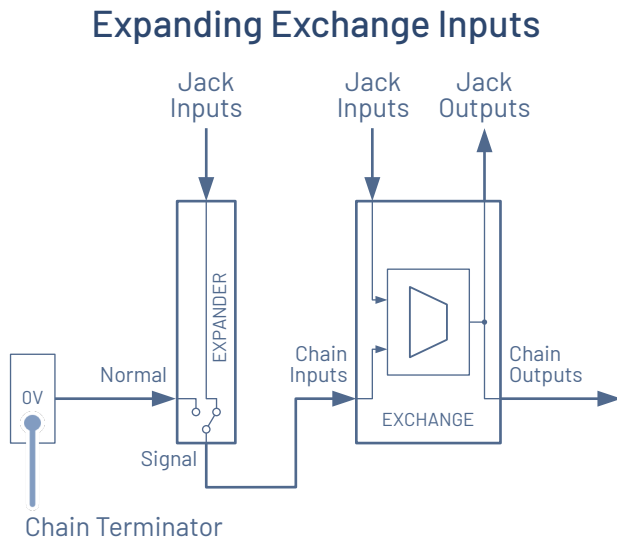 Expanding Exchange Inputs
Jack
Inputs
Jack
Inputs
Jack
Outputs
EXPANDER
Normal
0V
Signal
Chain
Inputs
Chain
Outputs
EXCHANGE
Chain Terminator